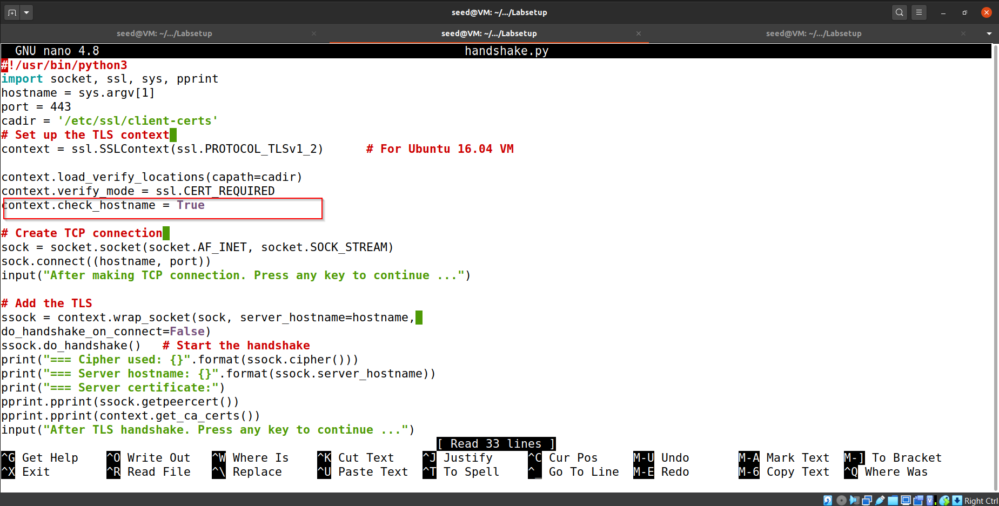 seed@VM: ~/.../Labsetup
seed@VM: ~/.../Labsetup seed@VM: ~/.../Labsetup seed@VM: ~/.../Labsetup
GNU nano 4.8 handshake.py
#!/usr/bin/python3
import socket, ssl, sys, pprint
hostname = sys.argv[1]
port = 443
cadir = '/etc/ssl/client-certs'
# Set up the TLS context
context = ssl.SSLContext(ssl.PROTOCOL_TLSv1_2)      # For Ubuntu 16.04 VM
context.load_verify_locations(capath=cadir)
context.verify_mode = ssl.CERT_REQUIRED
context.check_hostname = True
# Create TCP connection
sock = socket.socket(socket.AF_INET, socket.SOCK_STREAM)
sock.connect((hostname, port))
input("After making TCP connection. Press any key to continue ...")
# Add the TLS
ssock = context.wrap_socket(sock, server_hostname=hostname,
do_handshake_on_connect=False)
ssock.do_handshake()   # Start the handshake
print("=== Cipher used: {}".format(ssock.cipher()))
print("=== Server hostname: {}".format(ssock.server_hostname))
print("=== Server certificate:")
pprint.pprint(ssock.getpeercert())
pprint.pprint(context.get_ca_certs())
input("After TLS handshake. Press any key to continue ...")
[ Read 33 lines ]
^G Get Help ^O Write Out ^W Where Is ^K Cut Text ^J Justify ^C Cur Pos M-U Undo M-A Mark Text M-] To Bracket
^X Exit ^R Read File ^\ Replace ^U Paste Text ^T To Spell ^_ Go To Line M-E Redo M-6 Copy Text ^Q Where Was
Right Ctrl